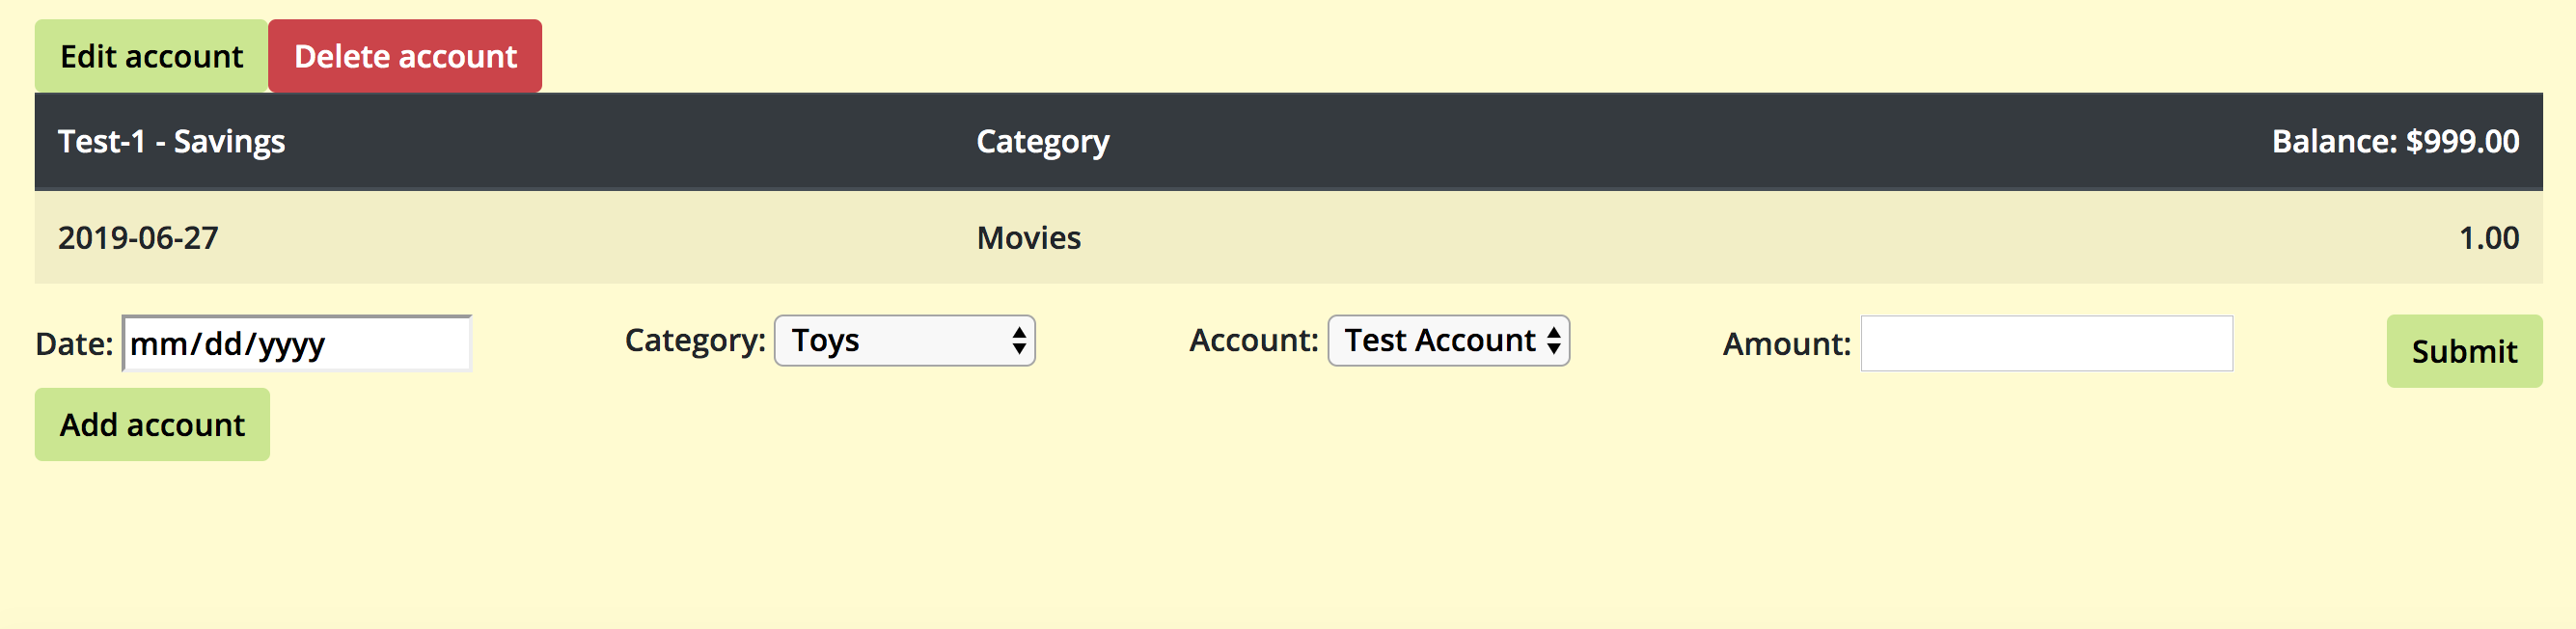 Edit account Delete account
Test-1 - Savings Category Balance: $999.00
2019-06-27 Movies 1.00
Date: mm/dd/yyyy Category: Toys Account: Test Account Amount: Submit
Add account